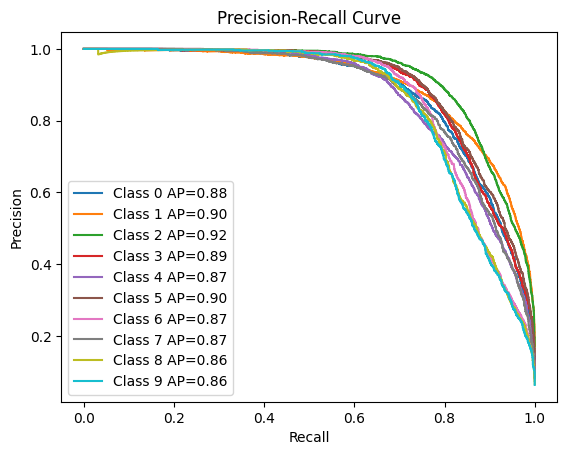 Precision-Recall Curve
1.0
0.8
0.6
0.4
0.2
Precision
Class 0 AP=0.88
Class 1 AP=0.90
Class 2 AP=0.92
Class 3 AP=0.89
Class 4 AP=0.87
Class 5 AP=0.90
Class 6 AP=0.87
Class 7 AP=0.87
Class 8 AP=0.86
Class 9 AP=0.86
0.0 0.2 0.4 0.6 0.8 1.0
Recall